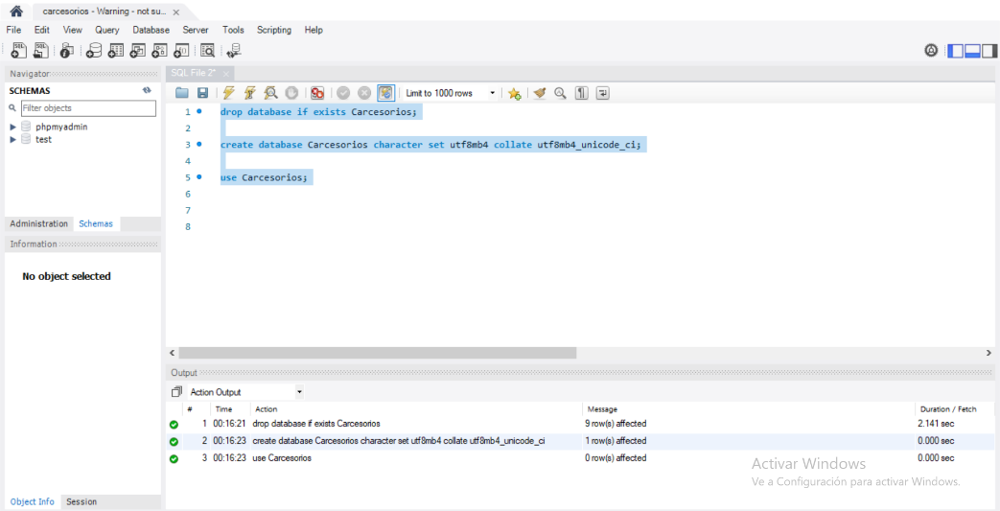 carcesorios - Warning - not su... ×
File Edit View Query Database Server Tools Scripting Help
Navigator
SQL File 2* ×
SCHEMAS
Limit to 1000 rows
Filter objects
phpmyadmin
test
1 drop database if exists Carcesorios;
2
3 create database Carcesorios character set utf8mb4 collate utf8mb4_unicode_ci;
4
5 use Carcesorios;
6
7
8
Administration Schemas
Information
No object selected
Output
Action Output
# Time Action Message Duration / Fetch
1 00:16:21 drop database if exists Carcesorios 9 row(s) affected 2.141 sec
2 00:16:23 create database Carcesorios character set utf8mb4 collate utf8mb4_unicode_ci 1 row(s) affected 0.000 sec
3 00:16:23 use Carcesorios 0 row(s) affected 0.000 sec
Activar Windows
Ve a Configuración para activar Windows.
Object Info Session